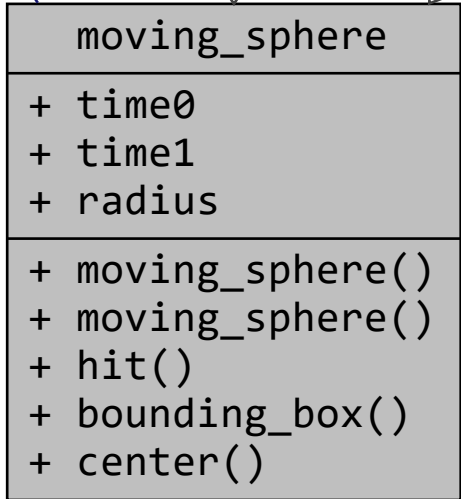 moving_sphere
+ time0
+ time1
+ radius
+ moving_sphere()
+ moving_sphere()
+ hit()
+ bounding_box()
+ center()